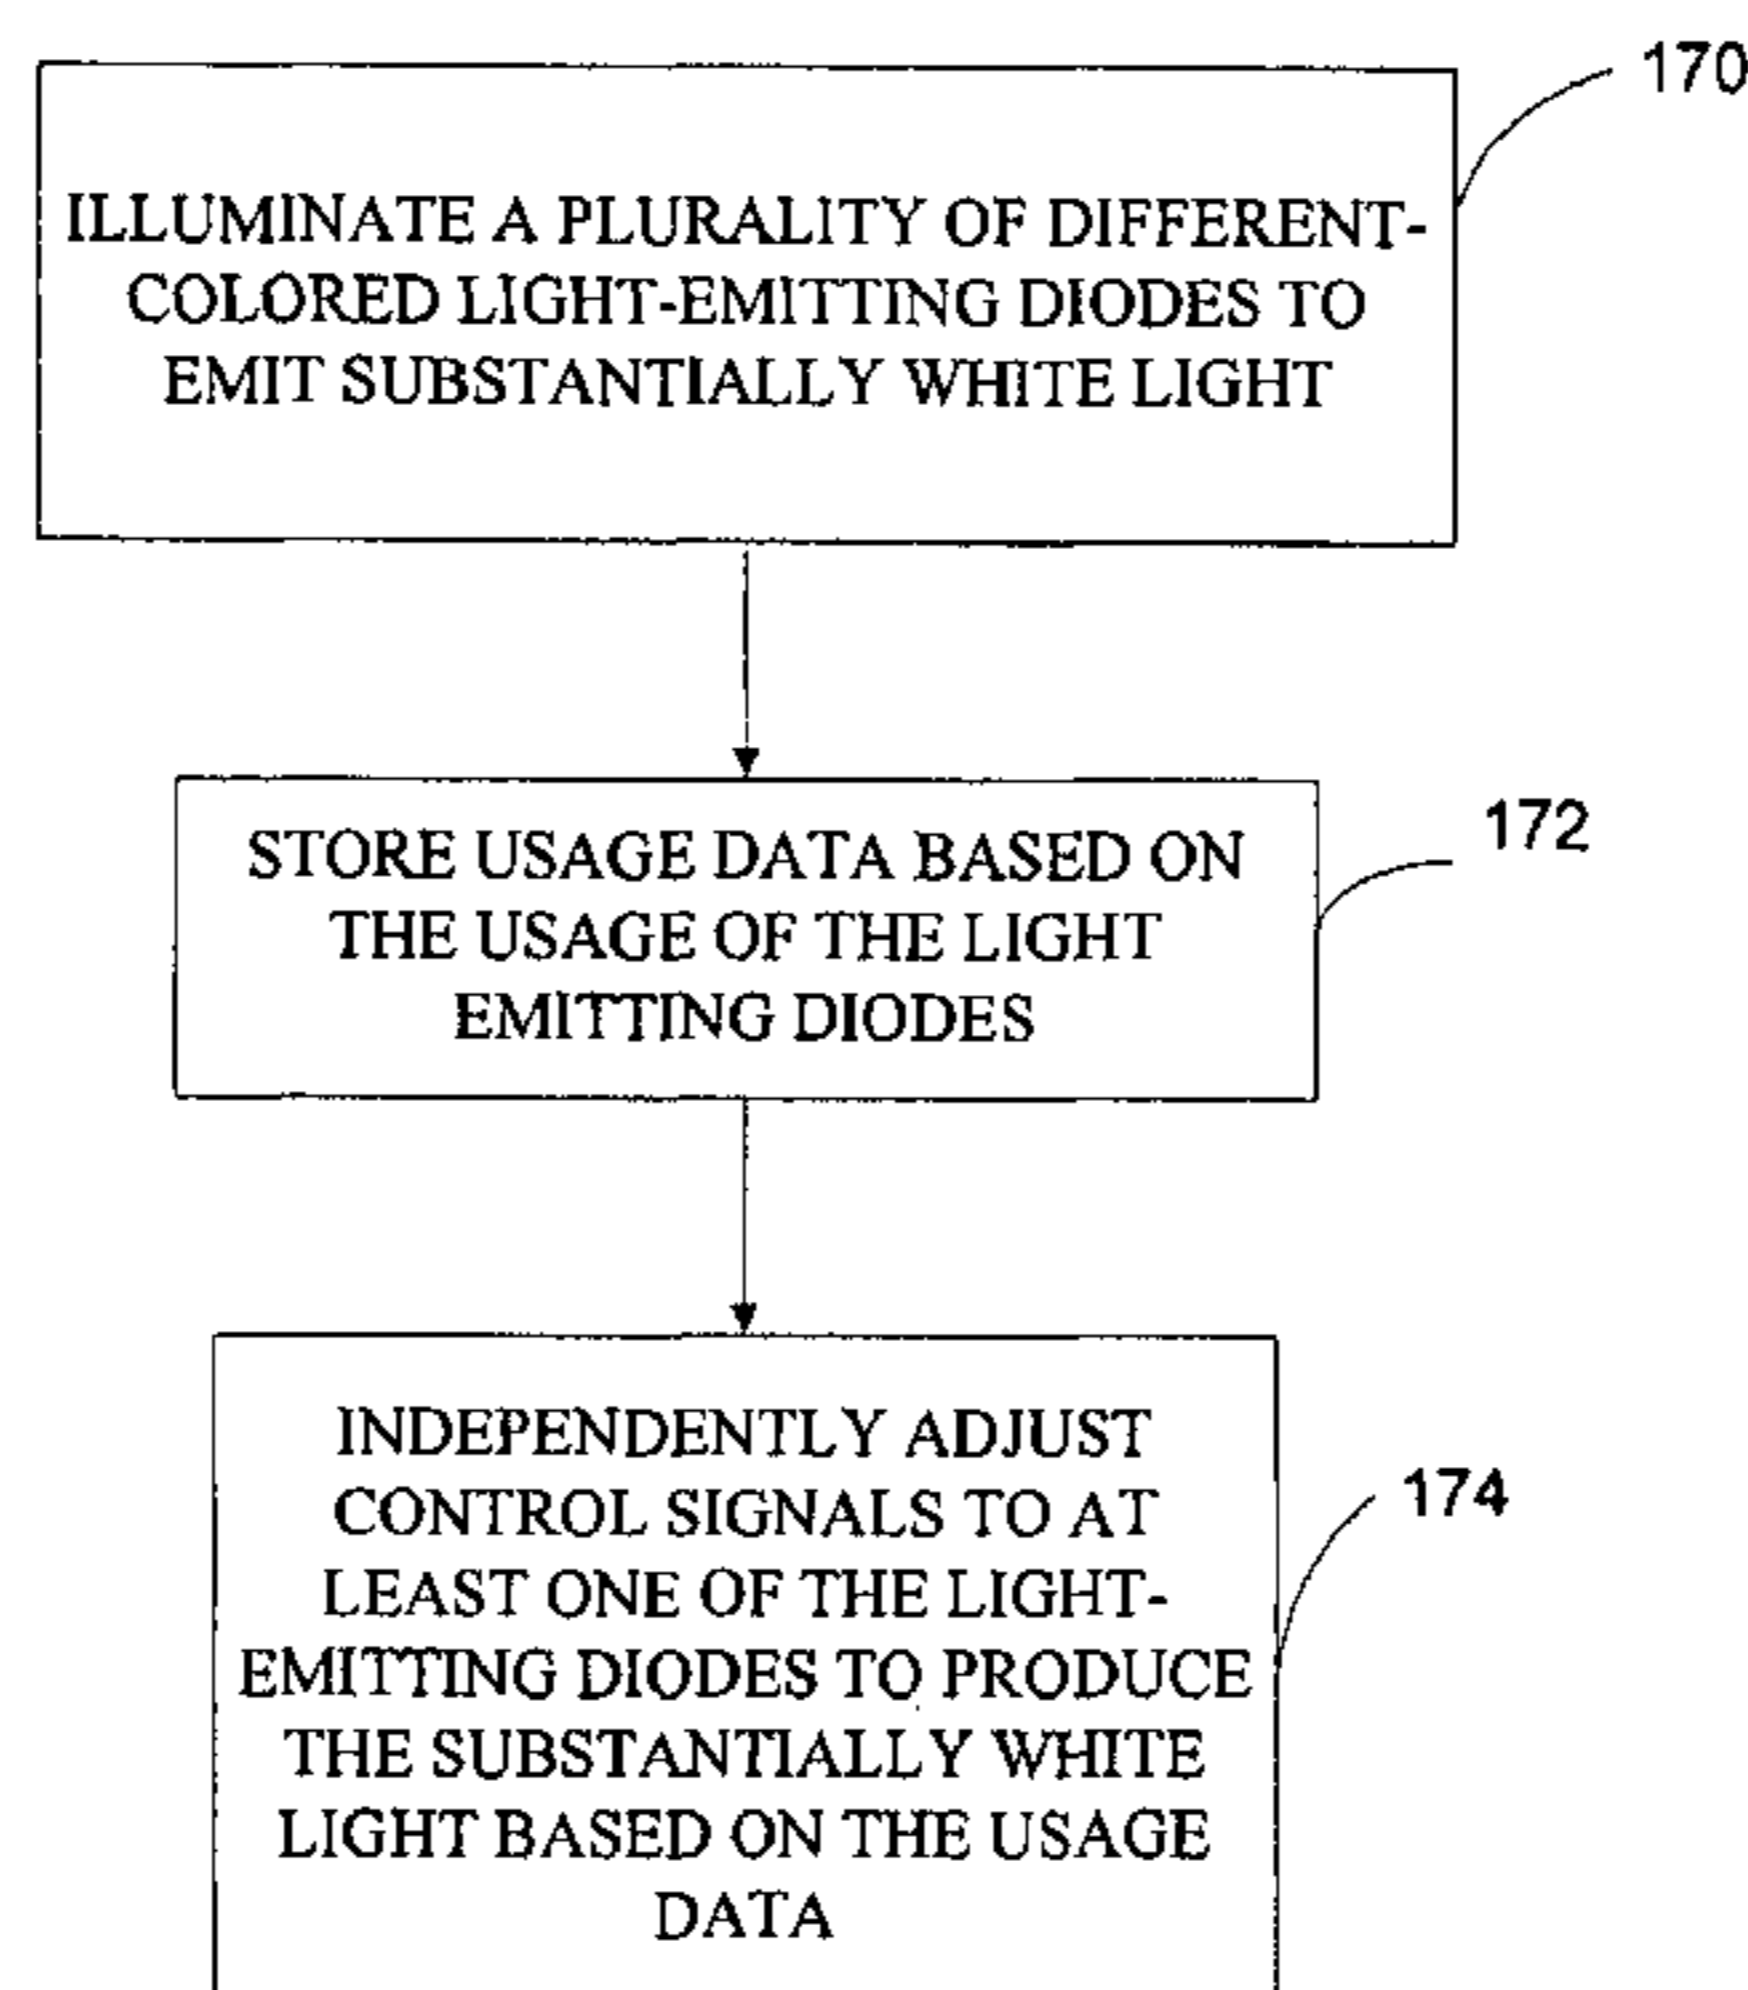 170
ILLUMINATE A PLURALITY OF DIFFERENT-
COLORED LIGHT-EMITTING DIODES TO
EMIT SUBSTANTIALLY WHITE LIGHT
172
STORE USAGE DATA BASED ON
THE USAGE OF THE LIGHT
EMITTING DIODES
174
INDEPENDENTLY ADJUST
CONTROL SIGNALS TO AT
LEAST ONE OF THE LIGHT-
EMITTING DIODES TO PRODUCE
THE SUBSTANTIALLY WHITE
LIGHT BASED ON THE USAGE
DATA